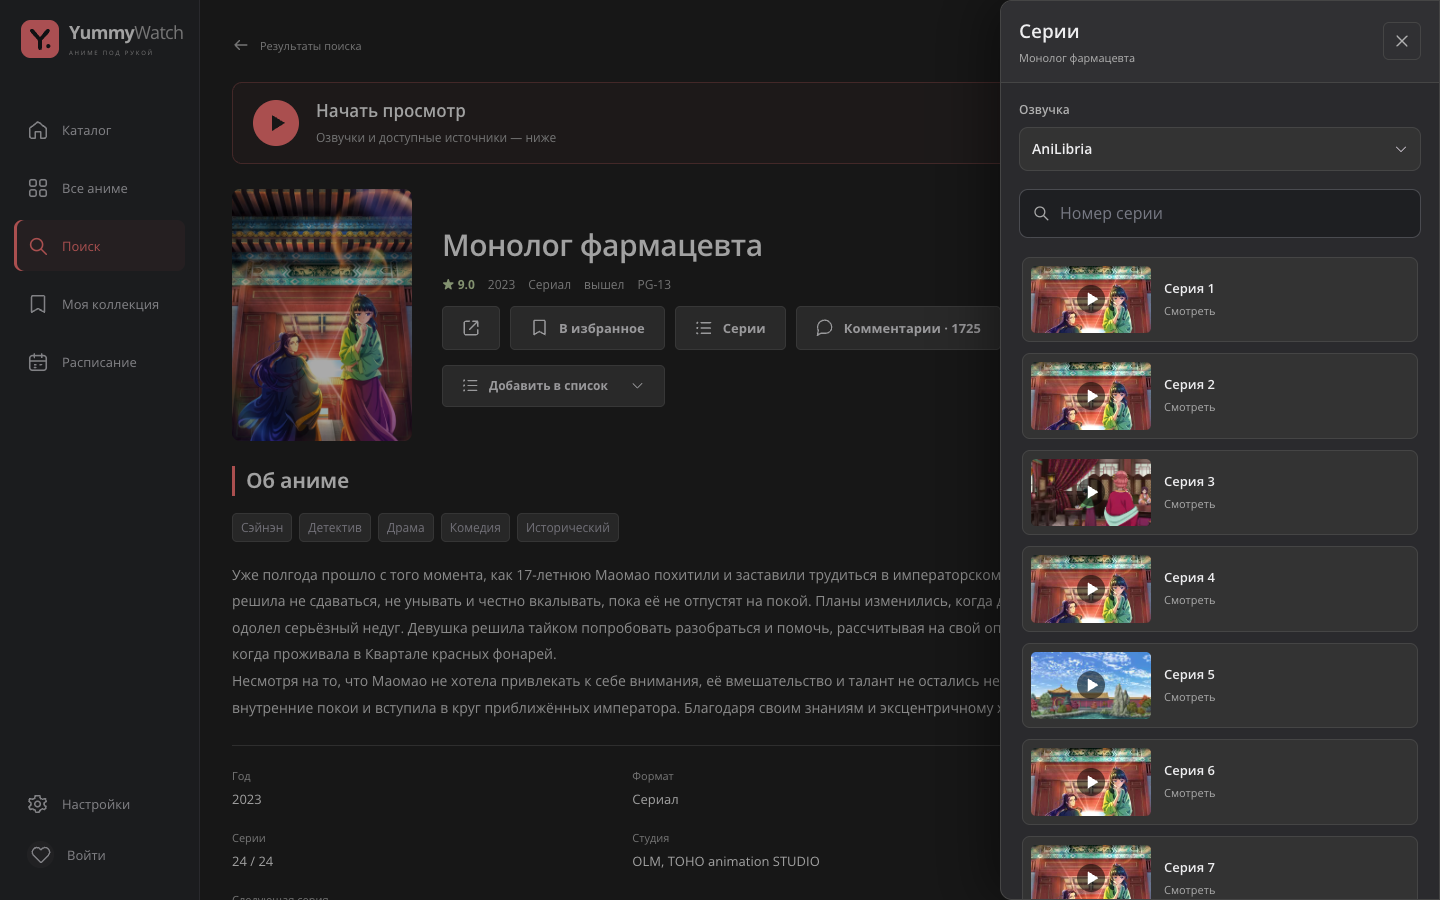 YummyWatch
АНИМЕ ПОД РУКОЙ
Каталог
Все аниме
Поиск
Моя коллекция
Расписание
Настройки
Войти
Результаты поиска
Начать просмотр
Озвучки и доступные источники — ниже
Монолог фармацевта
9.0 2023 Сериал вышел PG-13
В избранное
Серии
Комментарии · 1725
Добавить в список
Об аниме
Сэйнэн
Детектив
Драма
Комедия
Исторический
Уже полгода прошло с того момента, как 17-летнюю Маомао похитили и заставили трудиться в императорском
решила не сдаваться, не унывать и честно вкалывать, пока её не отпустят на покой. Планы изменились, когда
одолел серьёзный недуг. Девушка решила тайком попробовать разобраться и помочь, рассчитывая на свой оп
когда проживала в Квартале красных фонарей.
Несмотря на то, что Маомао не хотела привлекать к себе внимания, её вмешательство и талант не остались не
внутренние покои и вступила в круг приближённых императора. Благодаря своим знаниям и эксцентричному
Год
2023
Формат
Сериал
Серии
24 / 24
Студия
OLM, TOHO animation STUDIO
Следующая серия
Серии
Монолог фармацевта
Озвучка
AniLibria
Номер серии
Серия 1
Смотреть
Серия 2
Смотреть
Серия 3
Смотреть
Серия 4
Смотреть
Серия 5
Смотреть
Серия 6
Смотреть
Серия 7
Смотреть